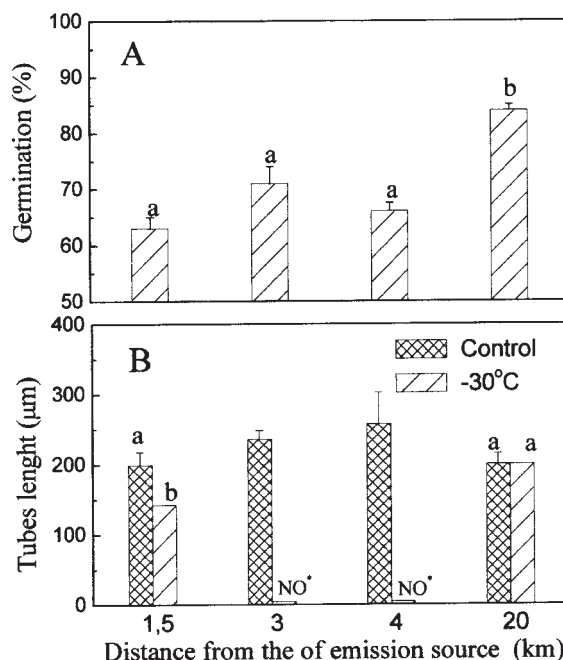 100
90
80
70
60
50
Germination (%)
A
a
a
a
b
400
300
200
100
0
Tubes lenght (µm)
B
Control
-30°C
a
b
NO*
NO*
a
a
1,5
3
4
20
Distance from the of emission source (km)